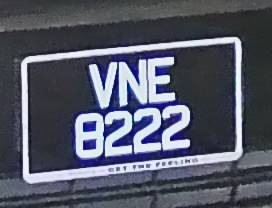 VNE
8222
GET THE FEELING